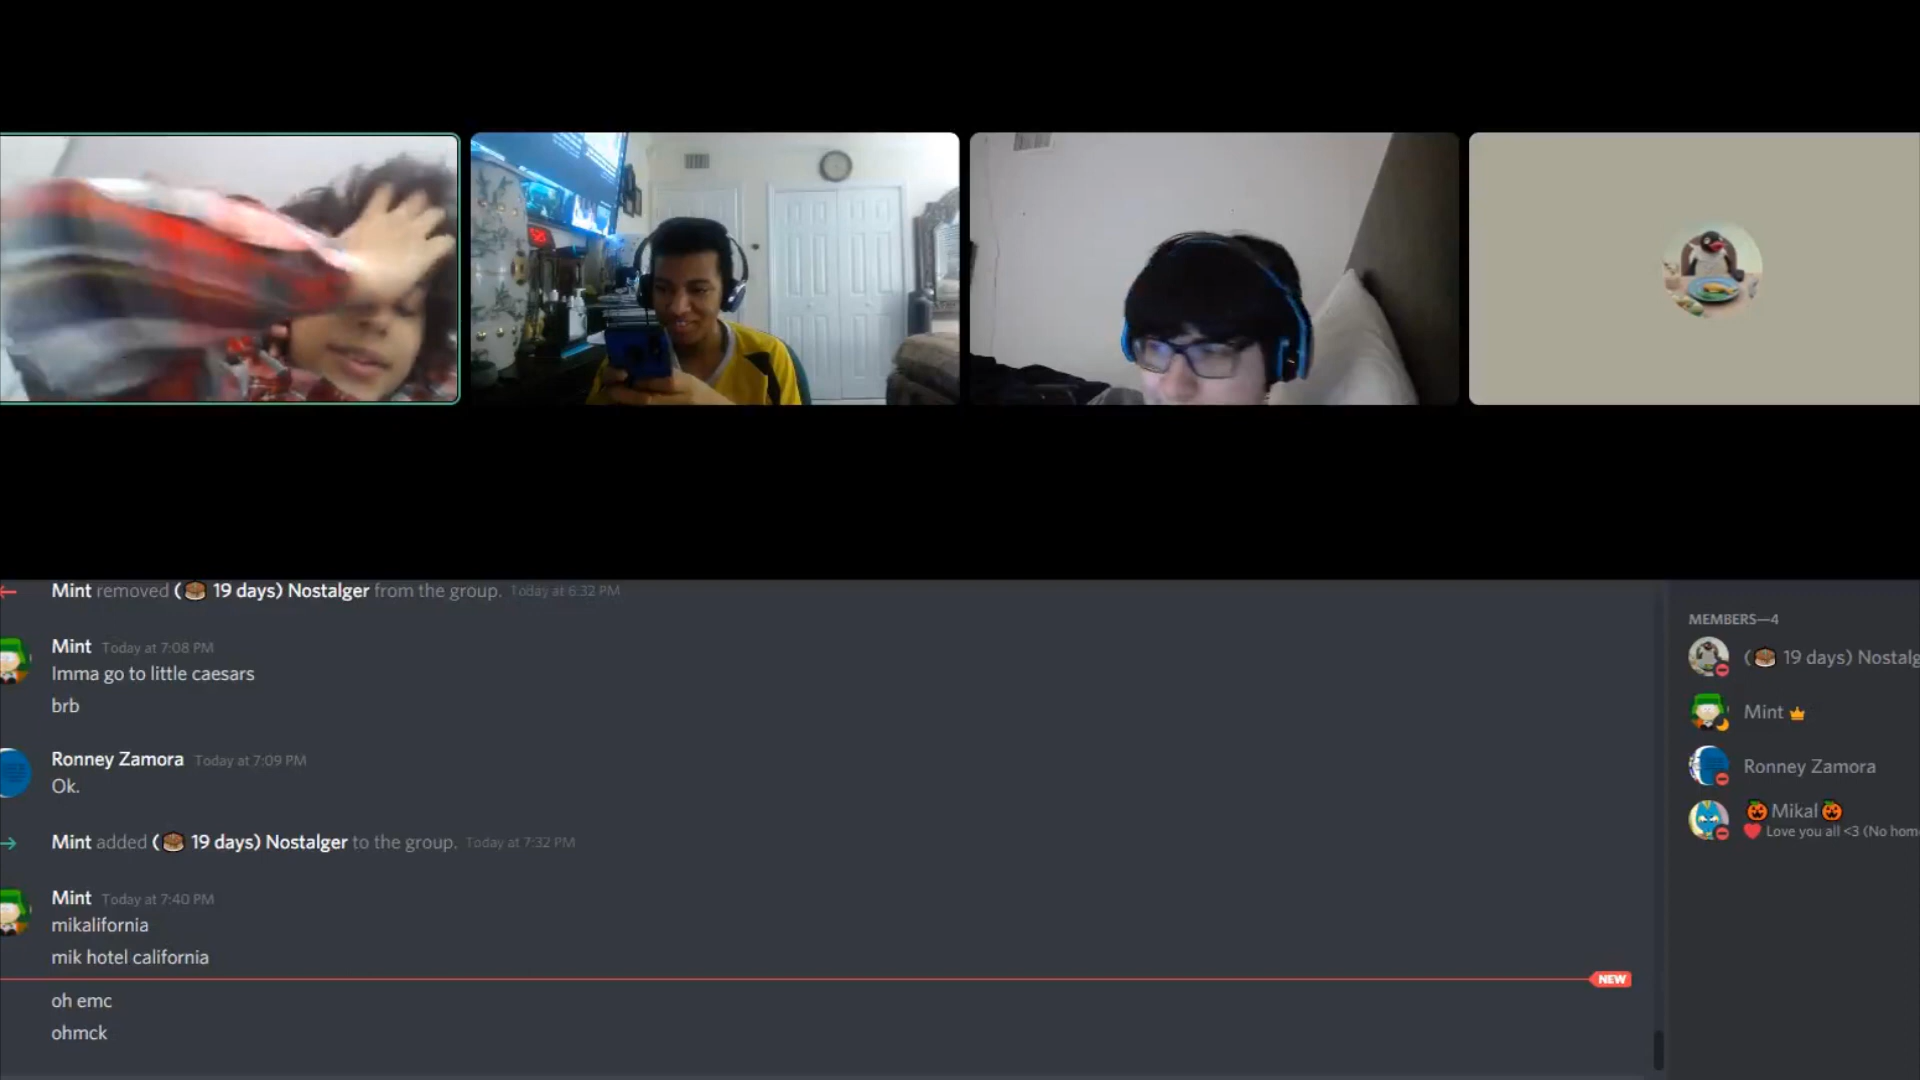 Mint removed (🥞 19 days) Nostalger from the group. Today at 6:32 PM
Mint Today at 7:08 PM
Imma go to little caesars
brb
Ronney Zamora Today at 7:09 PM
Ok.
Mint added (🥞 19 days) Nostalger to the group. Today at 7:32 PM
Mint Today at 7:40 PM
mikalifornia
mik hotel california
NEW
oh emc
ohmck
MEMBERS—4
(🥞 19 days) Nostalg
Mint
Ronney Zamora
🎃 Mikal 🎃
❤️ Love you all <3 (No hom